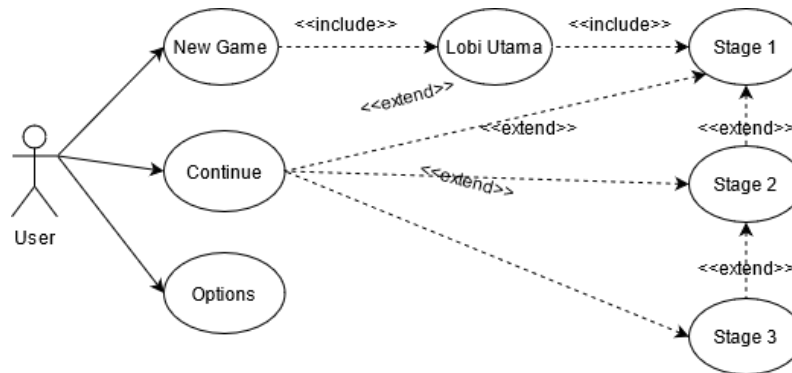 New Game
<<include>>
Lobi Utama
<<include>>
Stage 1
<<extend>>
<<extend>>
<<extend>>
User
Continue
<<extend>>
Stage 2
<<extend>>
Options
Stage 3